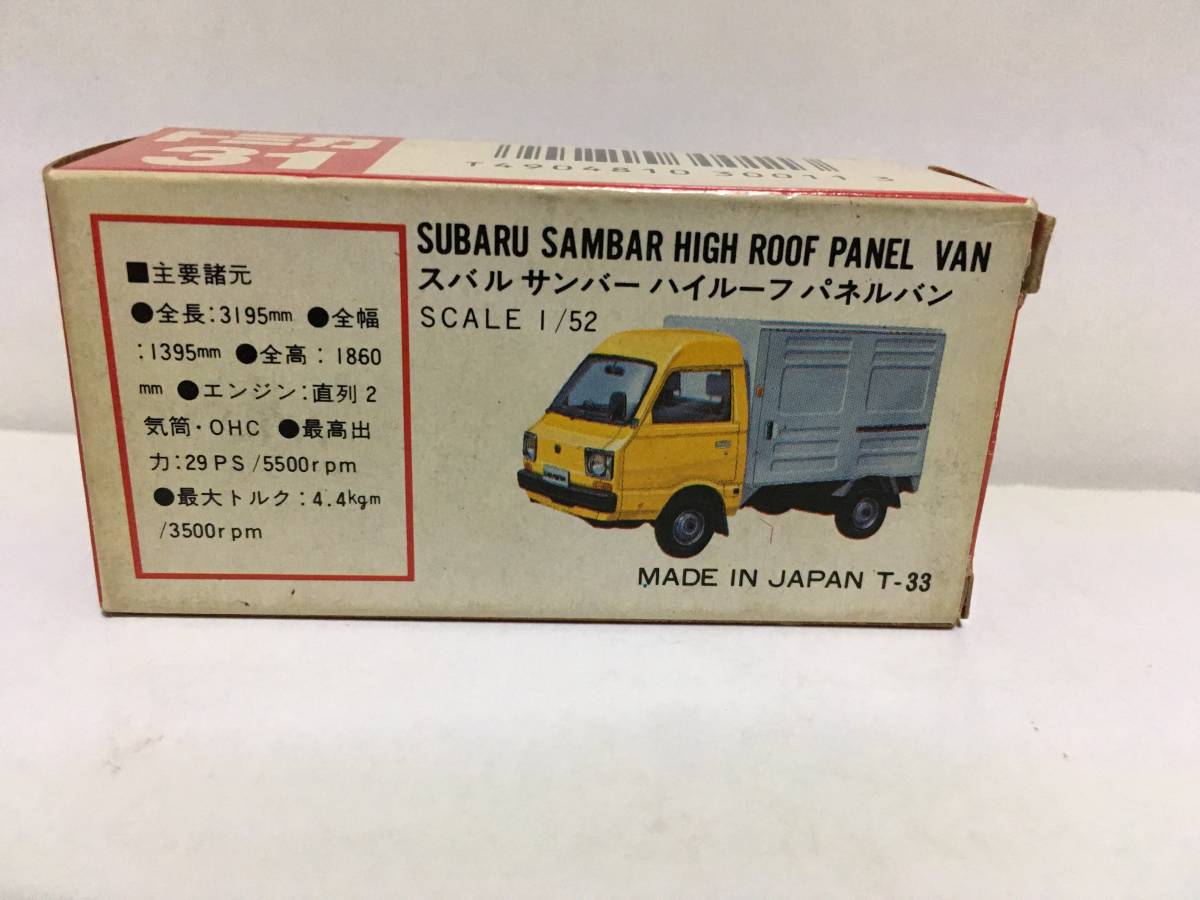 トミカ
31
T 4904810 300113
SUBARU SAMBAR HIGH ROOF PANEL VAN
スバル サンバー ハイルーフ パネルバン
SCALE 1/52
■主要諸元
●全長:3195mm ●全幅
:1395mm ●全高:1860
mm ●エンジン:直列2
気筒・OHC ●最高出
力:29PS/5500rpm
●最大トルク:4.4kgm
/3500rpm
MADE IN JAPAN T-33